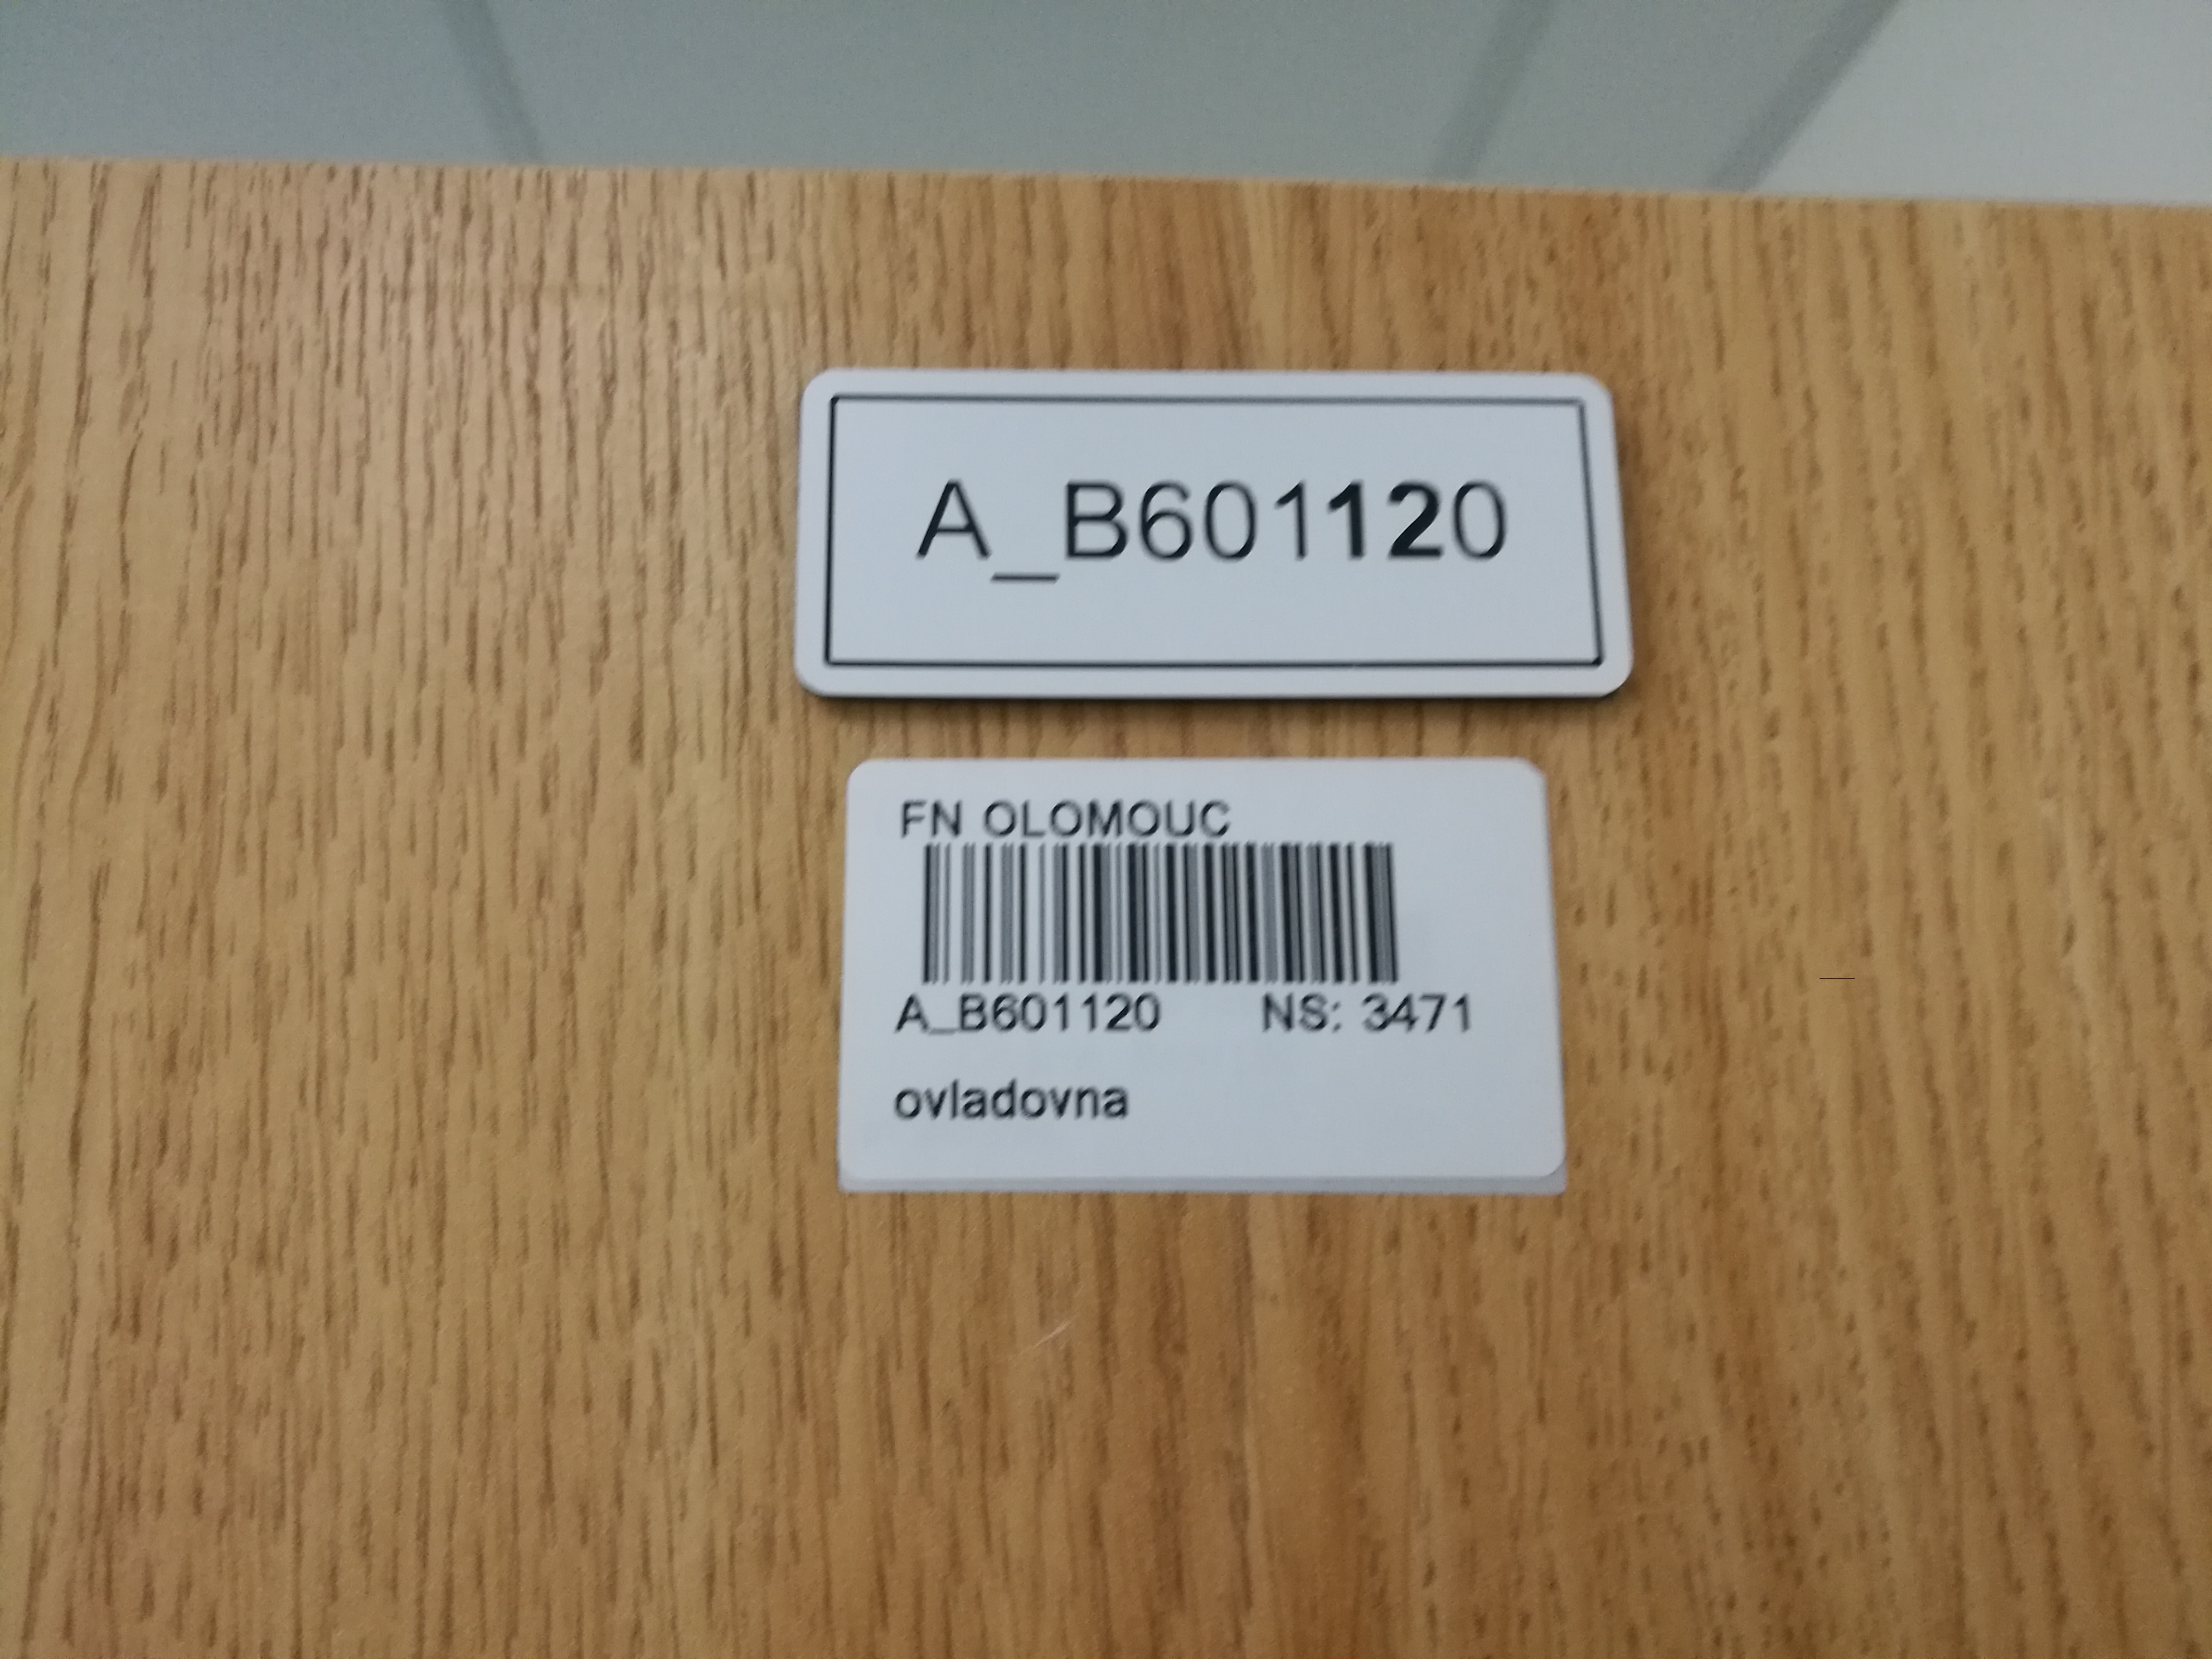 A_B601120
FN OLOMOUC
A_B601120 NS: 3471
ovladovna